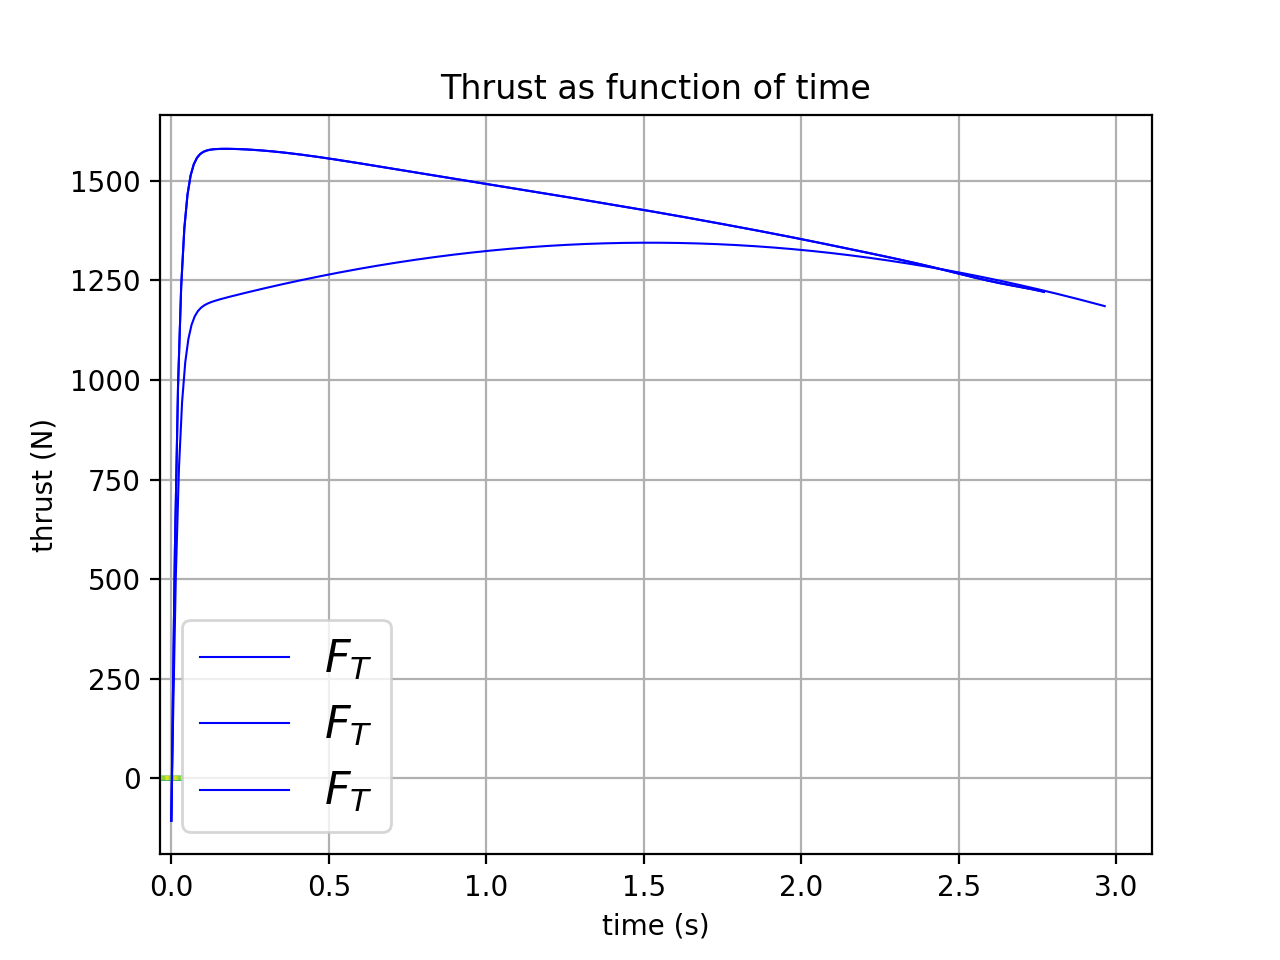 Thrust as function of time
thrust (N)
1500
1250
1000
750
500
250
0
F_T
F_T
F_T
0.0 0.5 1.0 1.5 2.0 2.5 3.0
time (s)